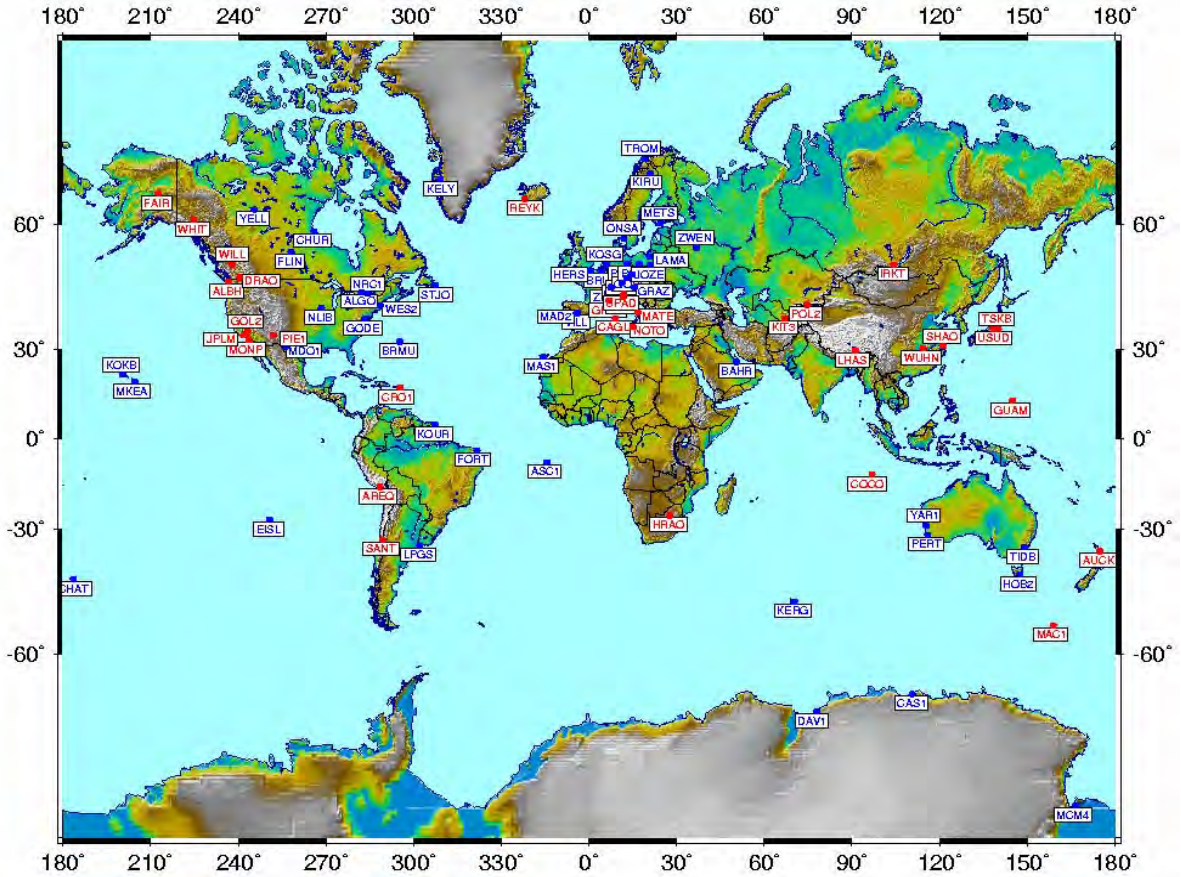 180° 210° 240° 270° 300° 330° 0° 30° 60° 90° 120° 150° 180°
TROM
KIRU
KELY
FAIR
REYK
METS
YELL
60° 60°
WHIT
ONSA
CHUR
ZWEN
WILL
FLIN
KOSG
LAMA
HERS
JOZE
IRKT
DRAO
NRC1
ALBH
GRAZ
STJO
ALGO
UPAD
WES2
POL2
NLIB
MAD2
MATE
TSKB
GOL2
GODE
CAGL
NOTO
KIT3
JPLM
PIE1
SHAO
USUD
MONP
MDO1
BRMU
30° 30°
LHAS
WUHN
KOKB
MAS1
BAHR
MKEA
CRO1
GUAM
KOUR
0° 0°
FORT
ASC1
COCO
AREQ
YAR1
HRAO
-30° -30°
EISL
PERT
SANT
LPGS
TIDB
AUCK
HOB2
CHAT
KERG
MAC1
-60° -60°
CAS1
DAV1
MCM4
180° 210° 240° 270° 300° 330° 0° 30° 60° 90° 120° 150° 180°